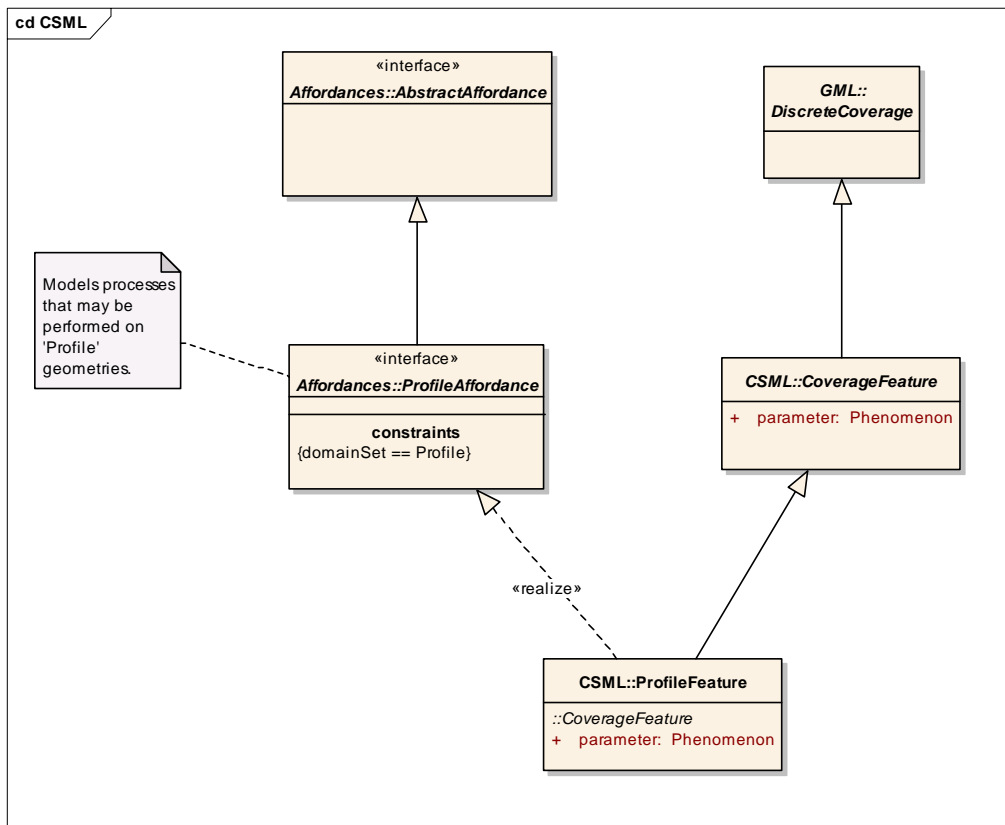 cd CSML
«interface»
Affordances::AbstractAffordance
GML::
DiscreteCoverage
Models processes
that may be
performed on
'Profile'
geometries.
«interface»
Affordances::ProfileAffordance
constraints
{domainSet == Profile}
CSML::CoverageFeature
+ parameter: Phenomenon
«realize»
CSML::ProfileFeature
::CoverageFeature
+ parameter: Phenomenon